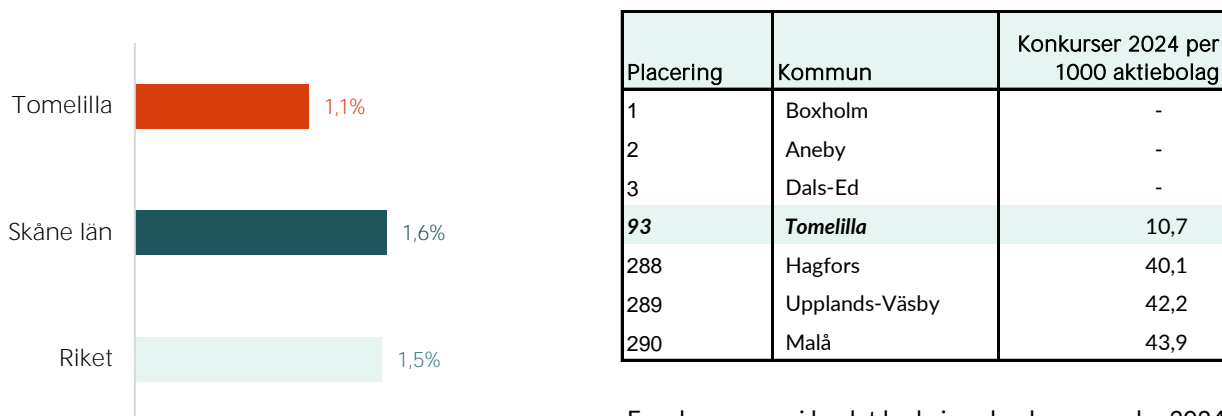 Tomelilla 1,1%
Skåne län 1,6%
Riket 1,5%
Placering Kommun Konkurser 2024 per
1000 aktiebolag
1 Boxholm -
2 Aneby -
3 Dals-Ed -
93 Tomelilla 10,7
288 Hagfors 40,1
289 Upplands-Väsby 42,2
290 Malå 43,9